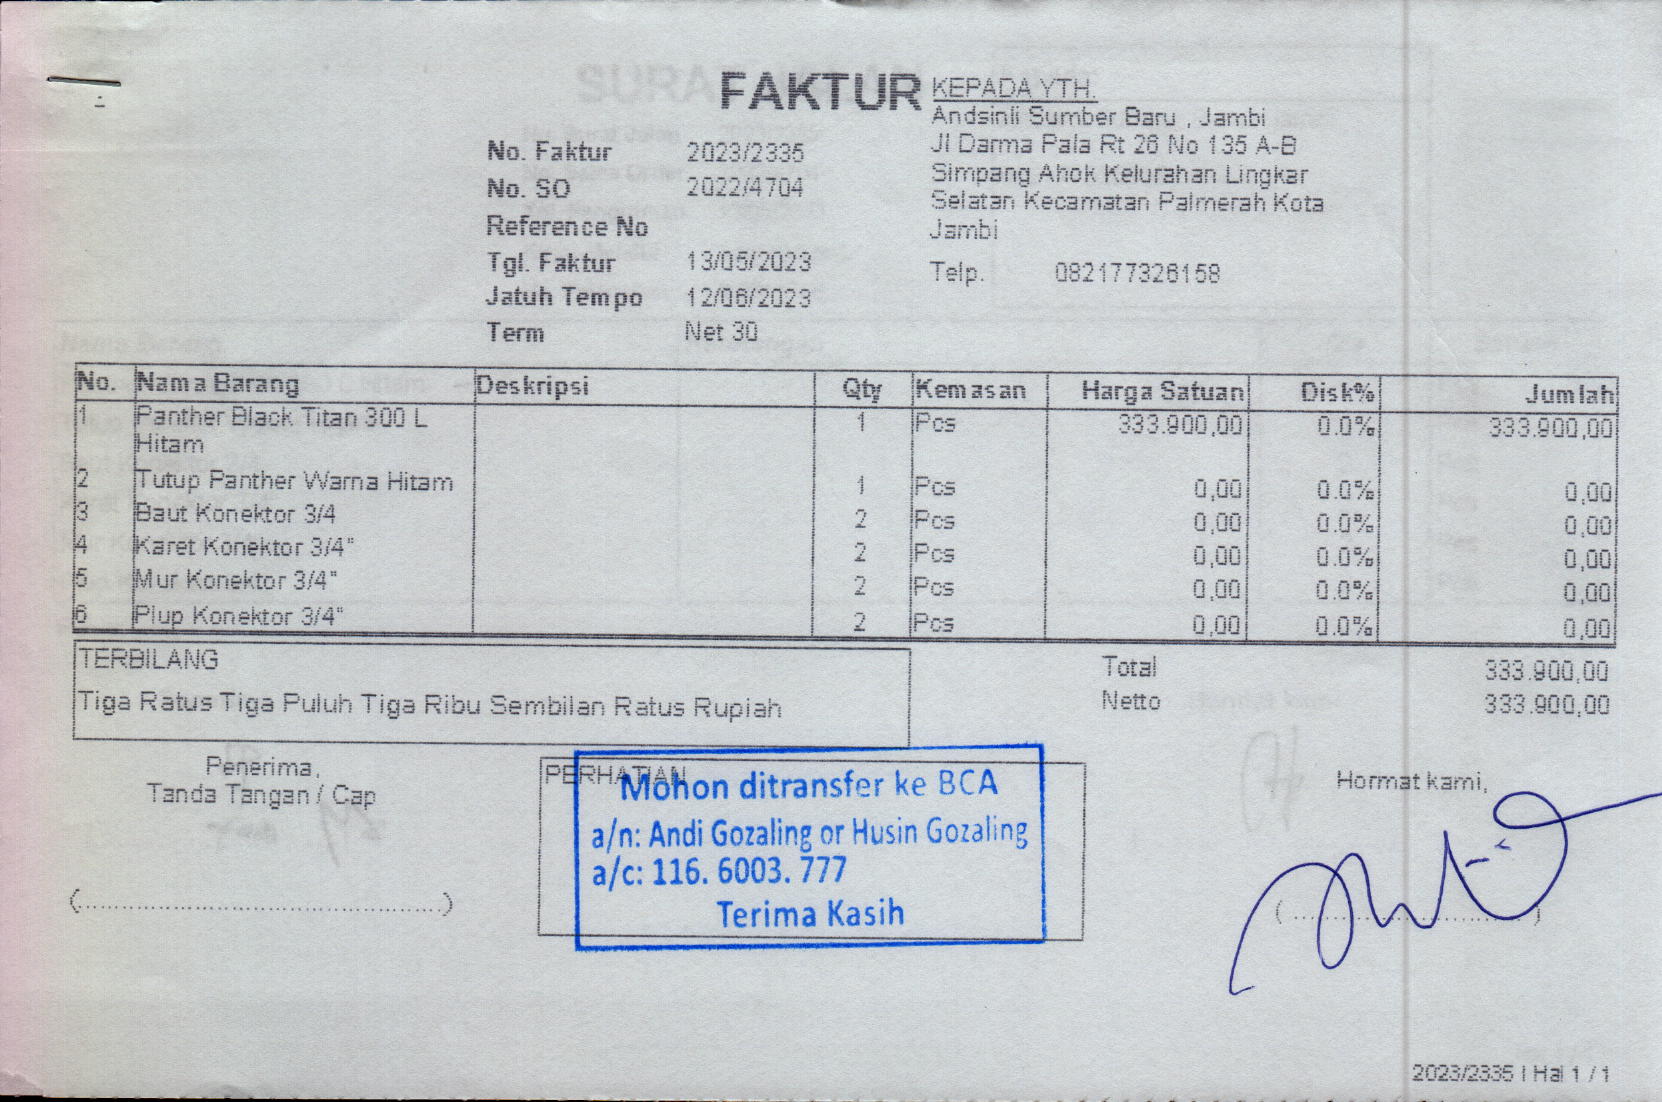 FAKTUR
KEPADA YTH.
Andsinli Sumber Baru , Jambi
Jl Darma Pala Rt 26 No 135 A-B
Simpang Ahok Kelurahan Lingkar
Selatan Kecamatan Palmerah Kota
Jambi
Telp. 082177326158
No. Faktur 2023/2335
No. SO 2022/4704
Reference No
Tgl. Faktur 13/05/2023
Jatuh Tempo 12/06/2023
Term Net 30
No. Nama Barang Deskripsi Qty Kemasan Harga Satuan Disk% Jumlah
1 Panther Black Titan 300 L 1 Pcs 333.900,00 0.0% 333.900,00
Hitam
2 Tutup Panther Warna Hitam 1 Pcs 0,00 0.0% 0,00
3 Baut Konektor 3/4 2 Pcs 0,00 0.0% 0,00
4 Karet Konektor 3/4" 2 Pcs 0,00 0.0% 0,00
5 Mur Konektor 3/4" 2 Pcs 0,00 0.0% 0,00
6 Plup Konektor 3/4" 2 Pcs 0,00 0.0% 0,00
TERBILANG
Tiga Ratus Tiga Puluh Tiga Ribu Sembilan Ratus Rupiah
Total 333.900,00
Netto 333.900,00
Penerima,
Tanda Tangan / Cap
(..........................................)
PERHATIAN
Mohon ditransfer ke BCA
a/n: Andi Gozaling or Husin Gozaling
a/c: 116. 6003. 777
Terima Kasih
Hormat kami,
2023/2335 | Hal 1 / 1